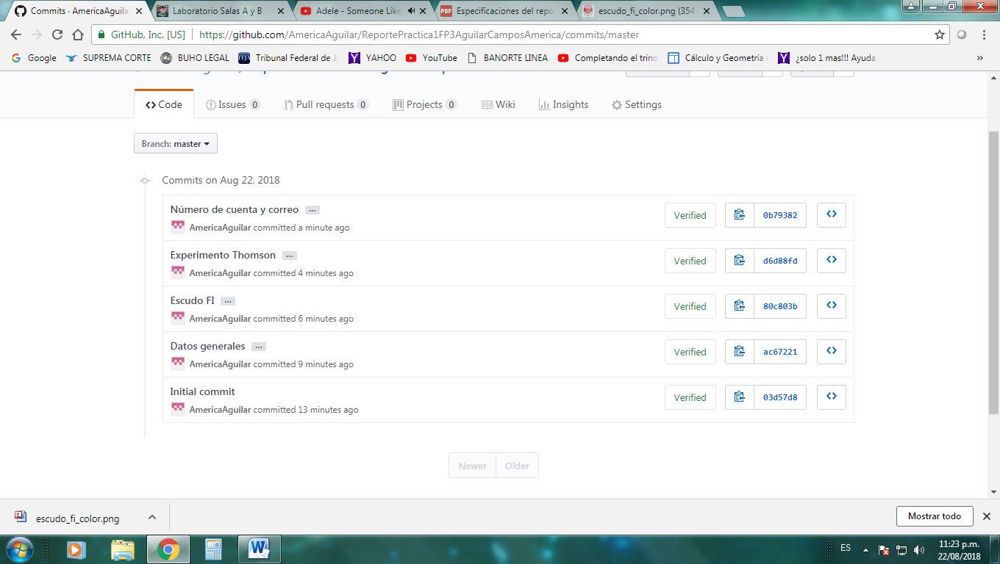 Commits · AmericaAguila
Laboratorio Salas A y B
Adele - Someone Like
Especificaciones del repo
escudo_fi_color.png (354
GitHub, Inc. [US]
https://github.com/AmericaAguilar/ReportePractica1FP3AguilarCamposAmerica/commits/master
Google
SUPREMA CORTE
BUHO LEGAL
Tribunal Federal de Ju
YAHOO
YouTube
BANORTE LINEA
Completando el trino
Cálculo y Geometría
¿solo 1 mas!!! Ayuda
»
Code
Issues 0
Pull requests 0
Projects 0
Wiki
Insights
Settings
Branch: master
Commits on Aug 22, 2018
Número de cuenta y correo ...
AmericaAguilar committed a minute ago
Verified
0b79382
Experimento Thomson ...
AmericaAguilar committed 4 minutes ago
Verified
d6d88fd
Escudo FI ...
AmericaAguilar committed 6 minutes ago
Verified
80c803b
Datos generales ...
AmericaAguilar committed 9 minutes ago
Verified
ac67221
Initial commit
AmericaAguilar committed 13 minutes ago
Verified
03d57d8
Newer
Older
escudo_fi_color.png
Mostrar todo
ES
11:23 p.m.
22/08/2018